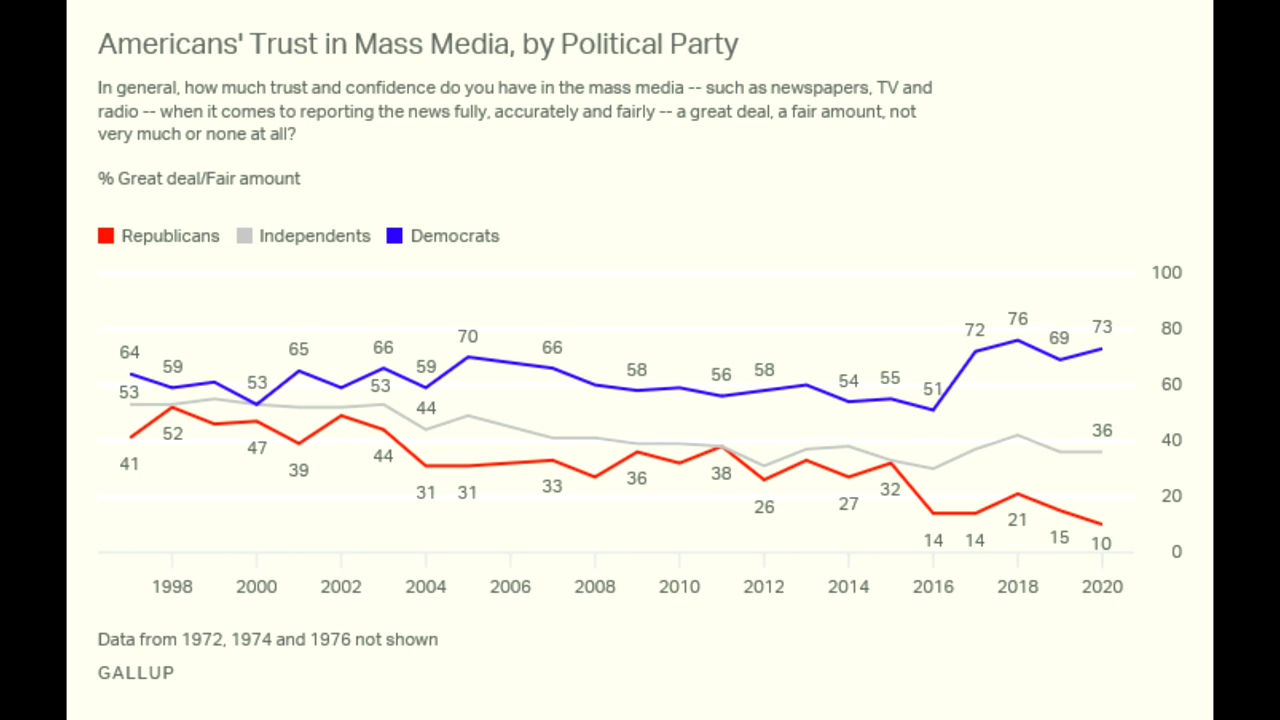 Americans' Trust in Mass Media, by Political Party
In general, how much trust and confidence do you have in the mass media -- such as newspapers, TV and
radio -- when it comes to reporting the news fully, accurately and fairly -- a great deal, a fair amount, not
very much or none at all?
% Great deal/Fair amount
Republicans Independents Democrats
100
80
60
40
20
0
64 59 53 65 66 59 70 66 58 56 58 54 55 51 72 76 69 73
53 53 44 36
41 52 47 39 44 31 31 33 36 38 26 27 32 14 14 21 15 10
1998 2000 2002 2004 2006 2008 2010 2012 2014 2016 2018 2020
Data from 1972, 1974 and 1976 not shown
GALLUP